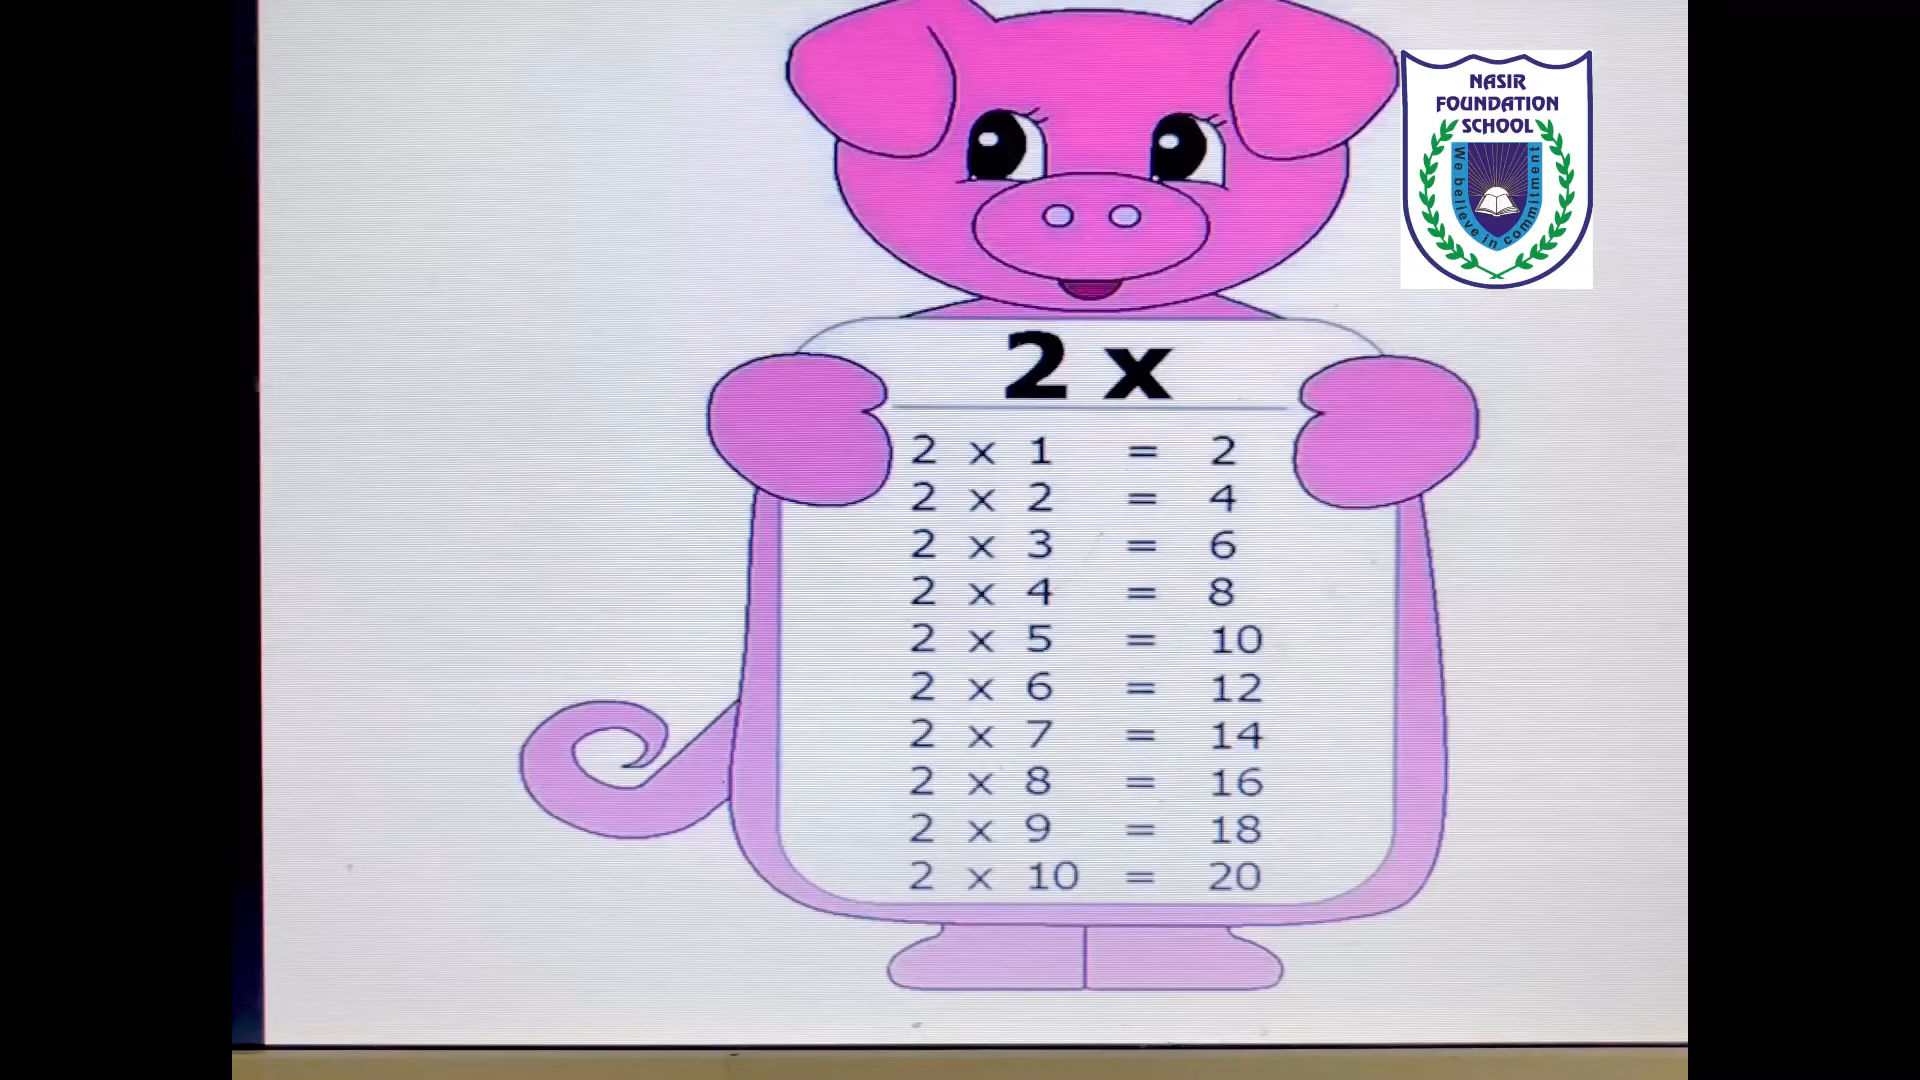 NASIR
FOUNDATION
SCHOOL
We believe in commitment
2 x
2 x 1 = 2
2 x 2 = 4
2 x 3 = 6
2 x 4 = 8
2 x 5 = 10
2 x 6 = 12
2 x 7 = 14
2 x 8 = 16
2 x 9 = 18
2 x 10 = 20